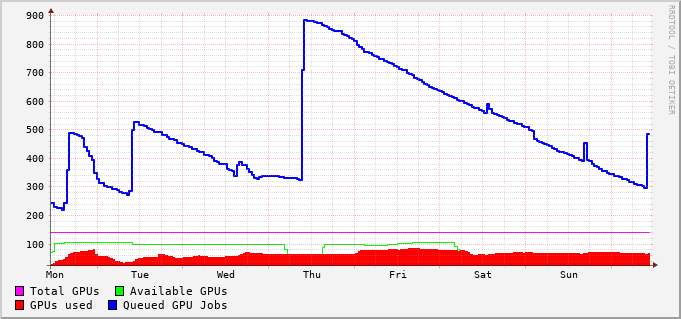 900
800
700
600
500
400
300
200
100
Mon Tue Wed Thu Fri Sat Sun
Total GPUs Available GPUs
GPUs used Queued GPU Jobs
RRDTOOL / TOBI OETIKER